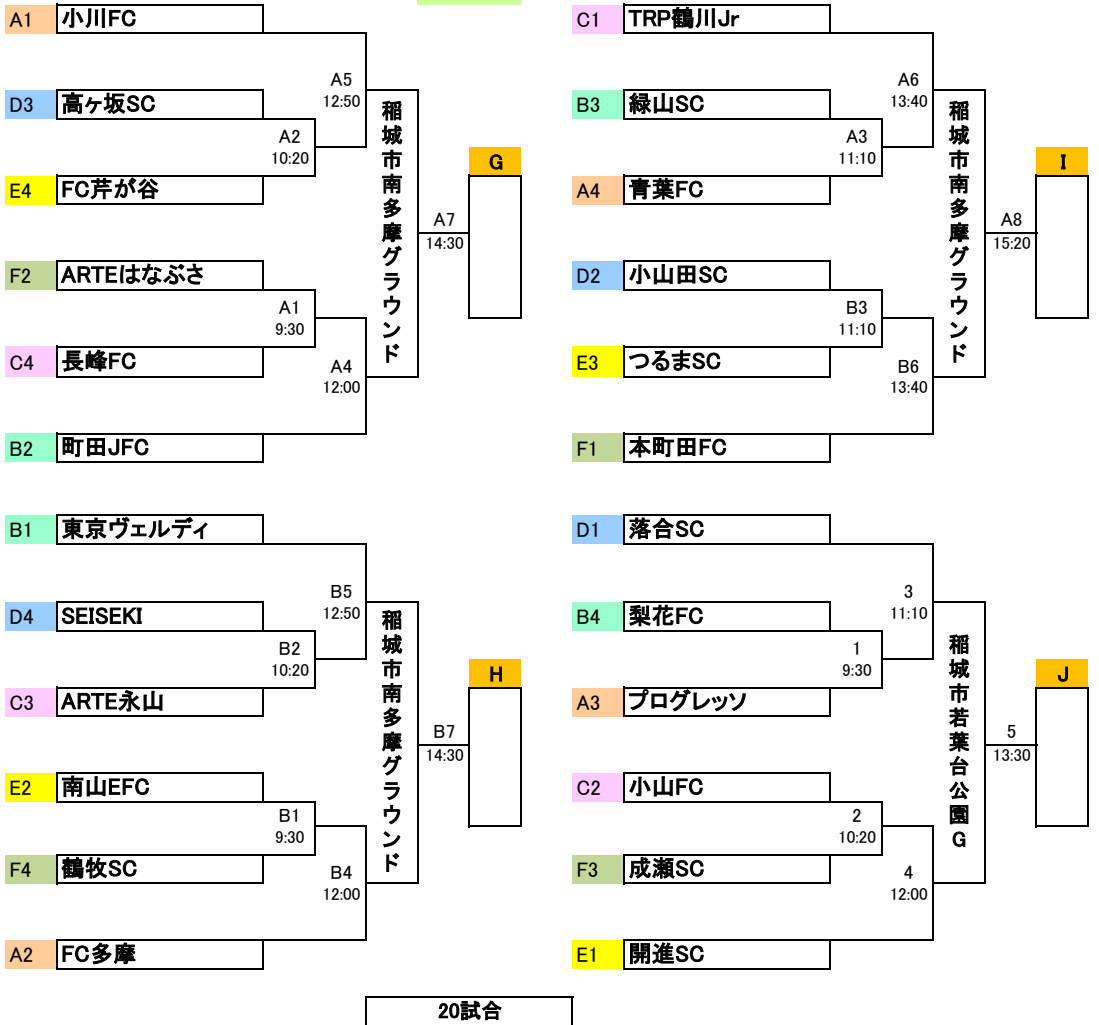 A1 小川FC
A5
12:50
D3 高ヶ坂SC
A2
10:20
E4 FC芹が谷
稲城市南多摩グラウンド
G
A7
14:30
F2 ARTEはなぶさ
A1
9:30
C4 長峰FC
A4
12:00
B2 町田JFC
C1 TRP鶴川Jr
A6
13:40
B3 緑山SC
A3
11:10
A4 青葉FC
稲城市南多摩グラウンド
I
A8
15:20
D2 小山田SC
B3
11:10
E3 つるまSC
B6
13:40
F1 本町田FC
B1 東京ヴェルディ
B5
12:50
D4 SEISEKI
B2
10:20
C3 ARTE永山
稲城市南多摩グラウンド
H
B7
14:30
E2 南山EFC
B1
9:30
F4 鶴牧SC
B4
12:00
A2 FC多摩
D1 落合SC
3
11:10
B4 梨花FC
1
9:30
A3 プログレッソ
稲城市若葉台公園G
J
5
13:30
C2 小山FC
2
10:20
F3 成瀬SC
4
12:00
E1 開進SC
20試合